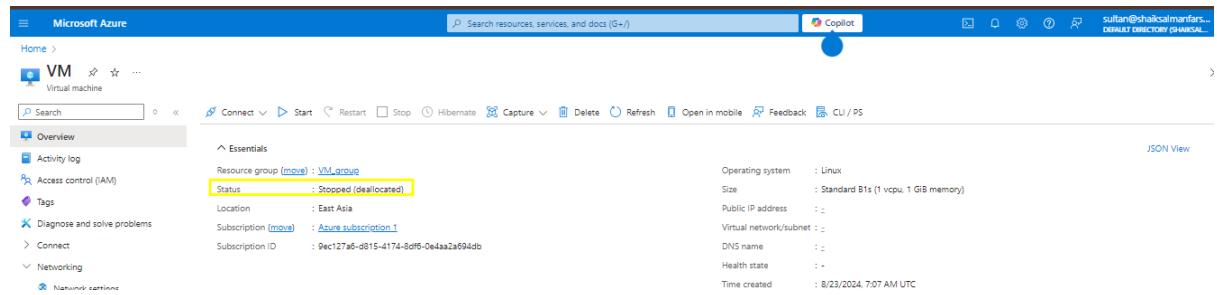 Microsoft Azure
Search resources, services, and docs (G+/)
Copilot
sultan@shaiksalmanfars...
DEFAULT DIRECTORY (SHAIKSAL...
Home >
VM
Virtual machine
Search
Connect Start Restart Stop Hibernate Capture Delete Refresh Open in mobile Feedback CLI / PS
Overview
Activity log
Access control (IAM)
Tags
Diagnose and solve problems
Connect
Networking
Network settings
Essentials
JSON View
Resource group (move) : VM_group
Status : Stopped (deallocated)
Location : East Asia
Subscription (move) : Azure subscription 1
Subscription ID : 9ec127a6-d815-4174-8df6-0e4aa2a694db
Operating system : Linux
Size : Standard B1s (1 vcpu, 1 GiB memory)
Public IP address : -
Virtual network/subnet : -
DNS name : -
Health state : -
Time created : 8/23/2024, 7:07 AM UTC